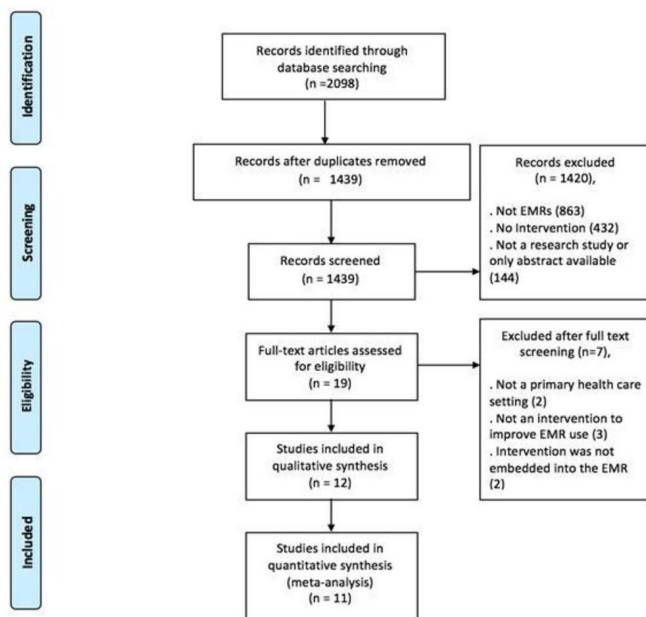 Identification
Records identified through
database searching
(n =2098)
Records after duplicates removed
(n = 1439)
Records excluded
(n = 1420),
. Not EMRs (863)
. No Intervention (432)
. Not a research study or
only abstract available
(144)
Screening
Records screened
(n = 1439)
Full-text articles assessed
for eligibility
(n = 19)
Excluded after full text
screening (n=7),
. Not a primary health care
setting (2)
. Not an intervention to
improve EMR use (3)
. Intervention was not
embedded into the EMR
(2)
Eligibility
Studies included in
qualitative synthesis
(n = 12)
Included
Studies included in
quantitative synthesis
(meta-analysis)
(n = 11)